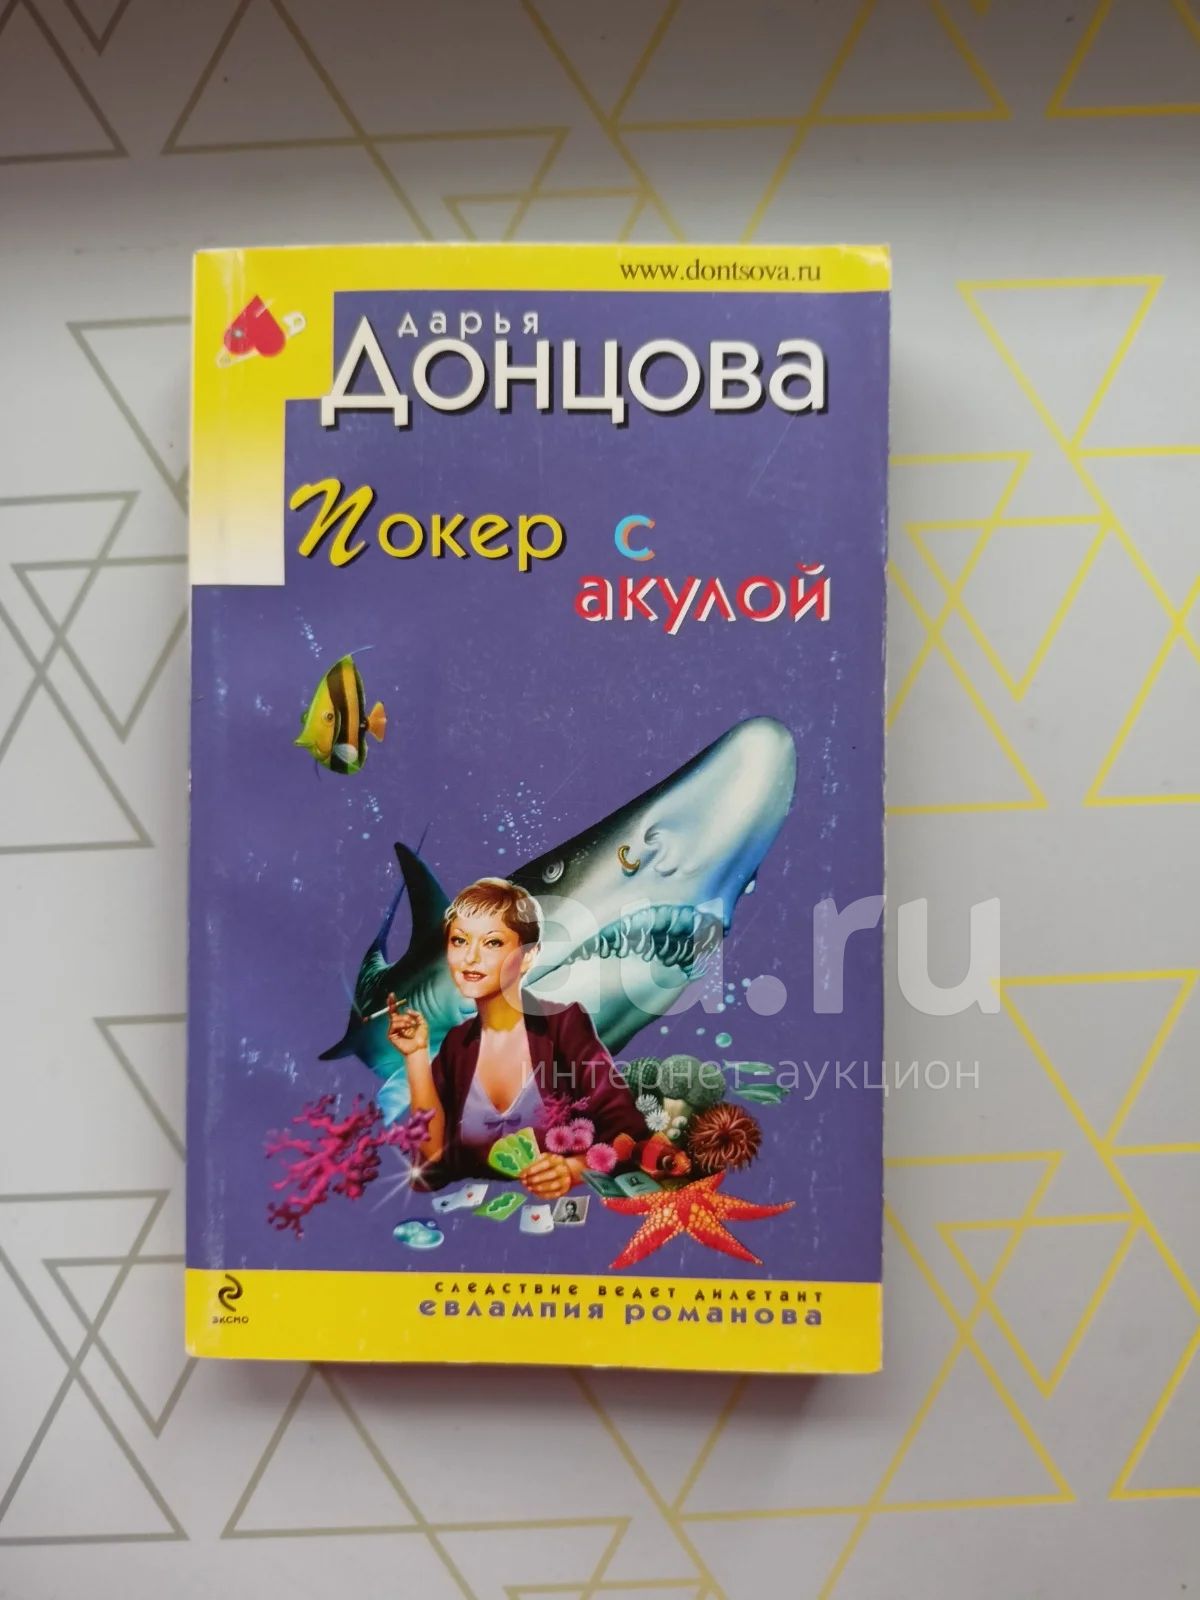 www.dontsova.ru
дарья
Донцова
Покер с
акулой
au.ru
интернет-аукцион
следствие ведет дилетант
евлампия романова
эксмо